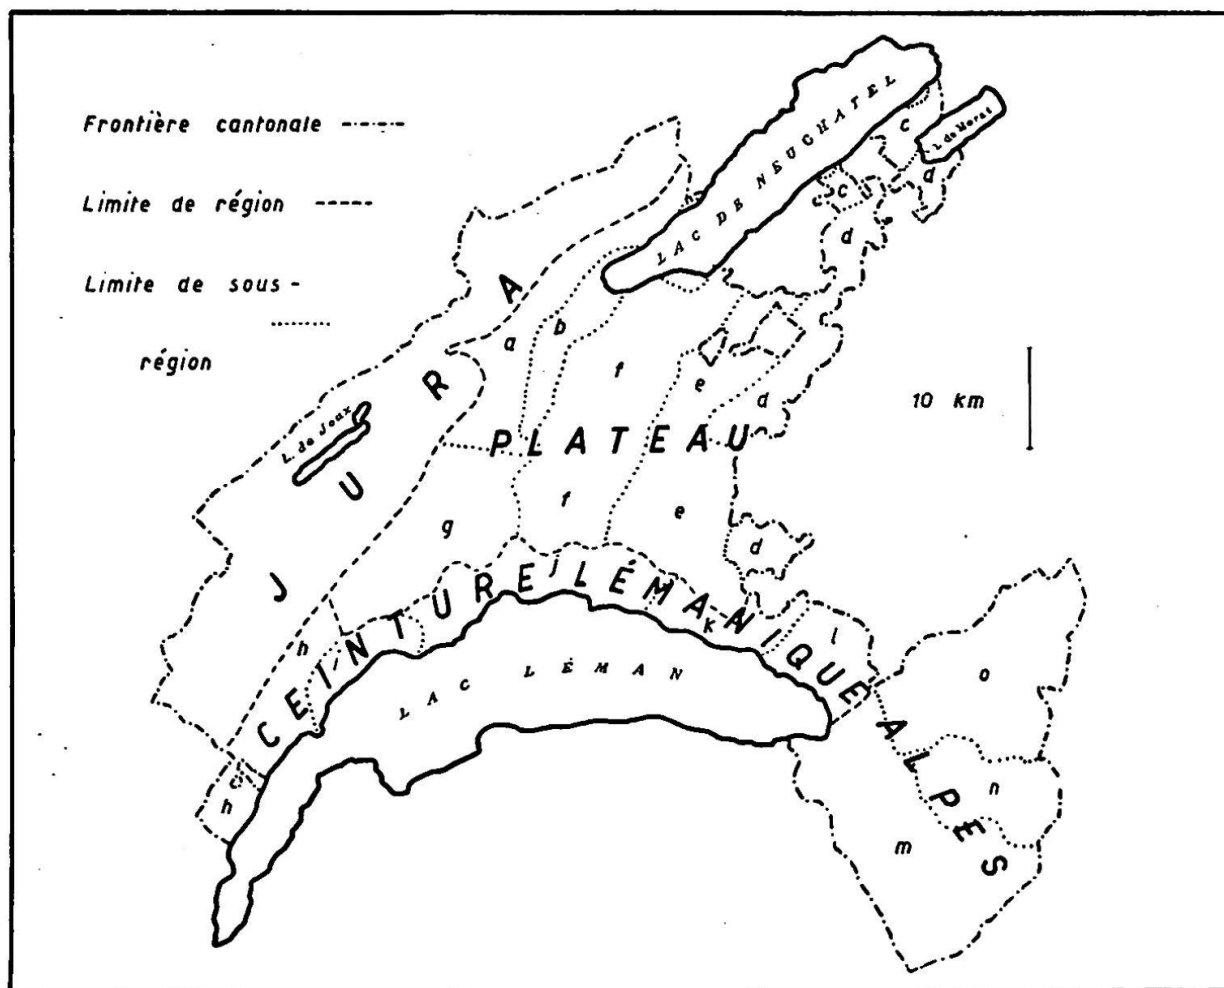 Frontière cantonale
Limite de région
Limite de sous-
région
LAC DE NEUCHATEL
L. de Morat
c
c
d
d
JURA
a
b
f
e
d
10 km
L. de Joux
PLATEAU
g
f
e
d
CEINTURE LÉMANIQUE
h
i
j
k
l
LAC LÉMAN
o
ALPES
n
m
h